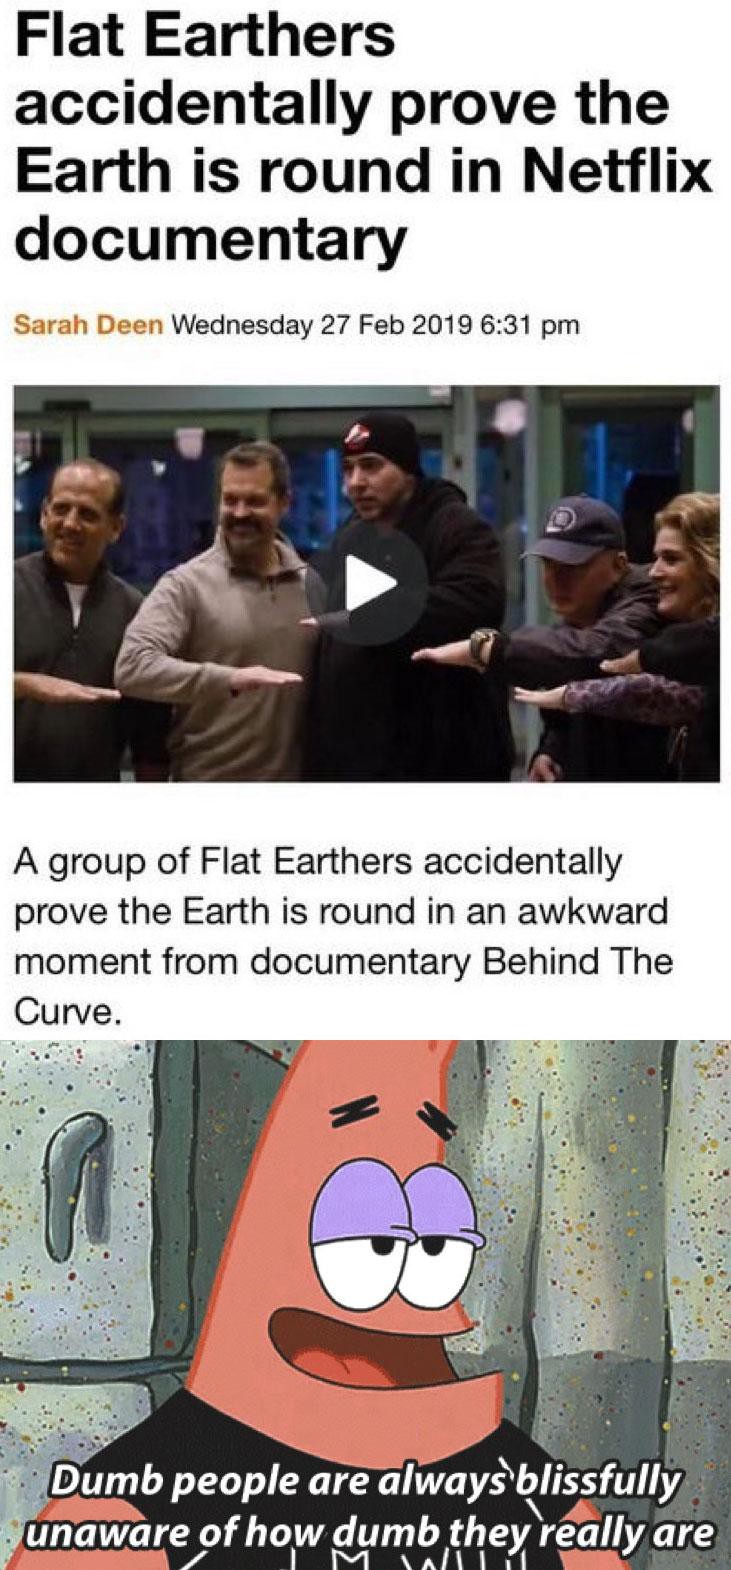 Flat Earthers
accidentally prove the
Earth is round in Netflix
documentary
Sarah Deen Wednesday 27 Feb 2019 6:31 pm
A group of Flat Earthers accidentally
prove the Earth is round in an awkward
moment from documentary Behind The
Curve.
Dumb people are always blissfully
unaware of how dumb they really are